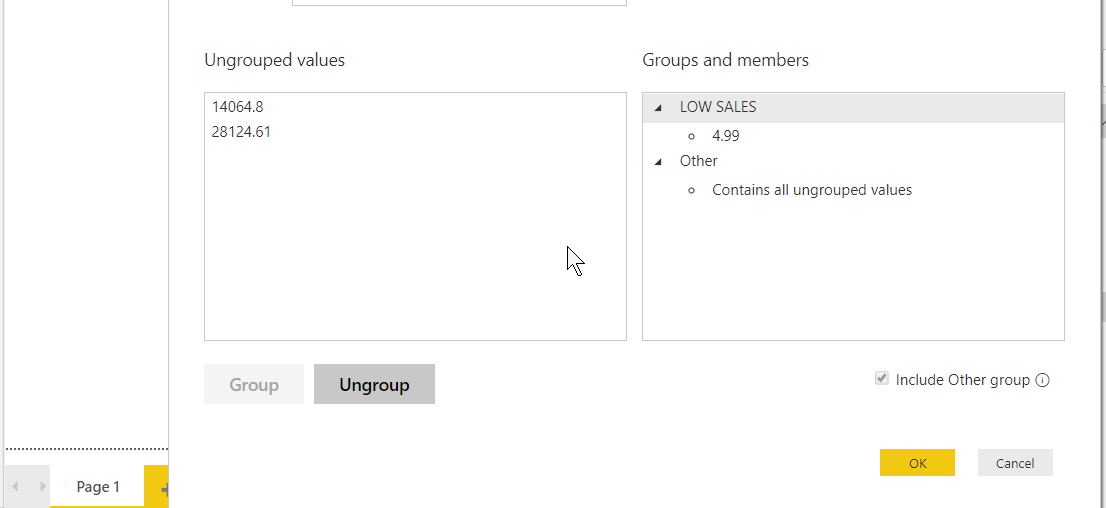 Ungrouped values
14064.8
28124.61
Groups and members
LOW SALES
4.99
Other
Contains all ungrouped values
Group
Ungroup
Include Other group
OK
Cancel
Page 1